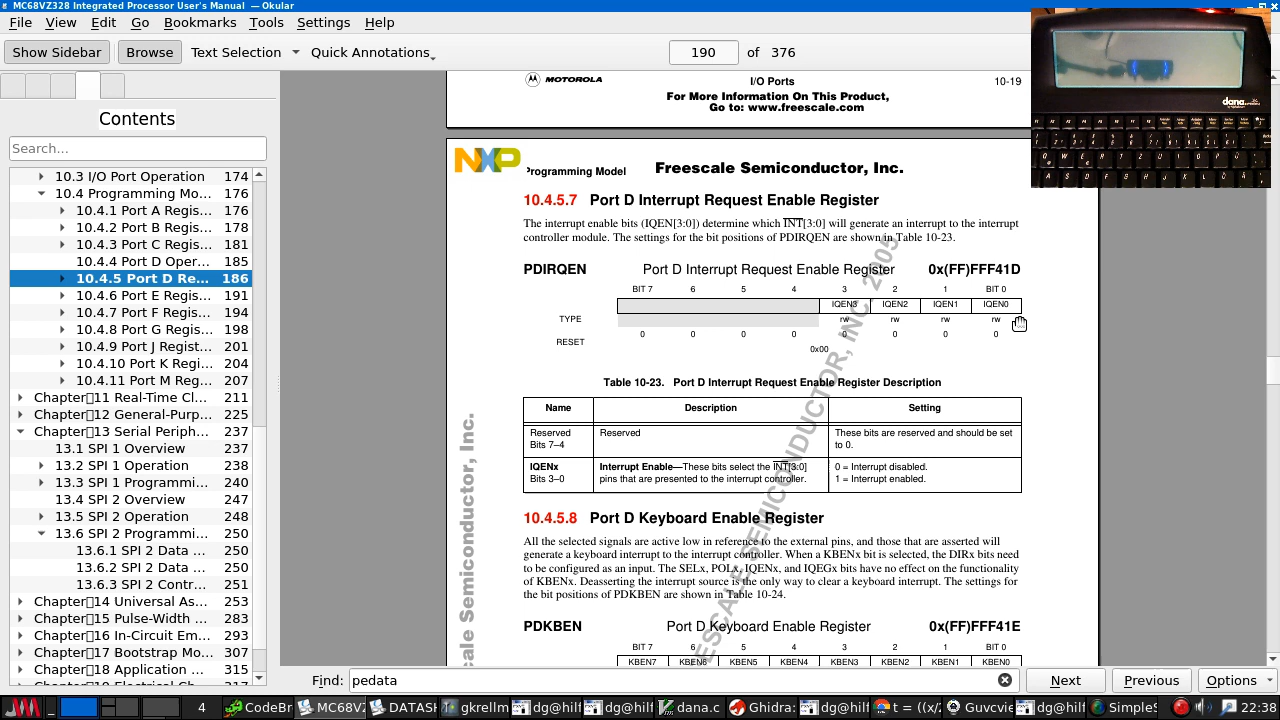 MC68VZ328 Integrated Processor User's Manual — Okular
File View Edit Go Bookmarks Tools Settings Help
Show Sidebar Browse Text Selection Quick Annotations 190 of 376
Contents
Search...
10.3 I/O Port Operation 174
10.4 Programming Mo... 176
10.4.1 Port A Regis... 176
10.4.2 Port B Regis... 178
10.4.3 Port C Regis... 181
10.4.4 Port D Oper... 185
10.4.5 Port D Re... 186
10.4.6 Port E Regis... 191
10.4.7 Port F Regis... 194
10.4.8 Port G Regis... 198
10.4.9 Port J Regist... 201
10.4.10 Port K Regi... 204
10.4.11 Port M Reg... 207
Chapter 11 Real-Time Cl... 211
Chapter 12 General-Purp... 225
Chapter 13 Serial Periph... 237
13.1 SPI 1 Overview 237
13.2 SPI 1 Operation 238
13.3 SPI 1 Programmi... 240
13.4 SPI 2 Overview 247
13.5 SPI 2 Operation 248
13.6 SPI 2 Programmi... 250
13.6.1 SPI 2 Data ... 250
13.6.2 SPI 2 Data ... 250
13.6.3 SPI 2 Contr... 251
Chapter 14 Universal As... 253
Chapter 15 Pulse-Width ... 283
Chapter 16 In-Circuit Em... 293
Chapter 17 Bootstrap Mo... 307
Chapter 18 Application ... 315
MOTOROLA I/O Ports 10-19
For More Information On This Product,
Go to: www.freescale.com
NXP
Programming Model Freescale Semiconductor, Inc.
10.4.5.7 Port D Interrupt Request Enable Register
The interrupt enable bits (IQEN[3:0]) determine which INT[3:0] will generate an interrupt to the interrupt
controller module. The settings for the bit positions of PDIRQEN are shown in Table 10-23.
PDIRQEN Port D Interrupt Request Enable Register 0x(FF)FFF41D
BIT 7 6 5 4 3 2 1 BIT 0
IQEN3 IQEN2 IQEN1 IQEN0
TYPE rw rw rw rw
RESET 0 0 0 0 0 0 0 0
0x00
Table 10-23. Port D Interrupt Request Enable Register Description
Name Description Setting
Reserved Reserved These bits are reserved and should be set
Bits 7–4 to 0.
IQENx Interrupt Enable—These bits select the INT[3:0] 0 = Interrupt disabled.
Bits 3–0 pins that are presented to the interrupt controller. 1 = Interrupt enabled.
10.4.5.8 Port D Keyboard Enable Register
All the selected signals are active low in reference to the external pins, and those that are asserted will
generate a keyboard interrupt to the interrupt controller. When a KBENx bit is selected, the DIRx bits need
to be configured as an input. The SELx, POLx, IQENx, and IQEGx bits have no effect on the functionality
of KBENx. Deasserting the interrupt source is the only way to clear a keyboard interrupt. The settings for
the bit positions of PDKBEN are shown in Table 10-24.
PDKBEN Port D Keyboard Enable Register 0x(FF)FFF41E
BIT 7 6 5 4 3 2 1 BIT 0
KBEN7 KBEN6 KBEN5 KBEN4 KBEN3 KBEN2 KBEN1 KBEN0
cale Semiconductor, Inc.
ESCALE SEMICONDUCTOR, INC. 2005
dana
Find: pedata Next Previous Options
4 CodeBr MC68V DATASH gkrellm dg@hilf dg@hilf dana.c Ghidra: dg@hilf t = ((x/ Guvcvie dg@hilf SimpleS 22:38